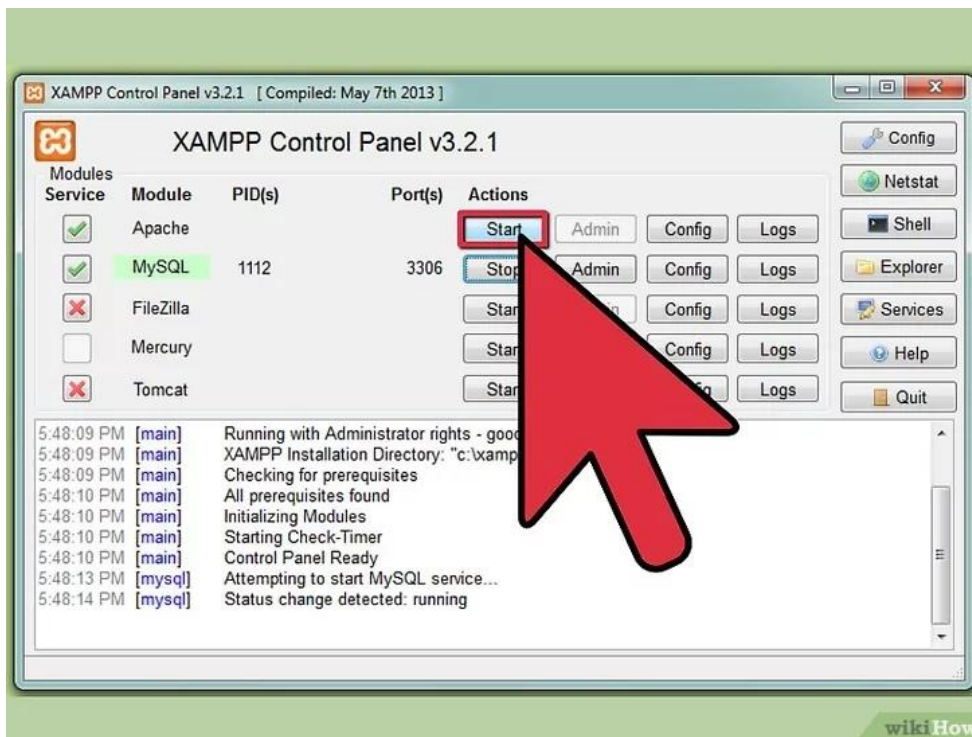 XAMPP Control Panel v3.2.1 [ Compiled: May 7th 2013 ]
XAMPP Control Panel v3.2.1
Config
Modules
Service Module PID(s) Port(s) Actions
Netstat
Apache Start Admin Config Logs
Shell
MySQL 1112 3306 Stop Admin Config Logs
Explorer
FileZilla Start Config Logs
Services
Mercury Start Config Logs
Help
Tomcat Start Logs
Quit
5:48:09 PM [main] Running with Administrator rights - good
5:48:09 PM [main] XAMPP Installation Directory: "c:\xamp
5:48:09 PM [main] Checking for prerequisites
5:48:10 PM [main] All prerequisites found
5:48:10 PM [main] Initializing Modules
5:48:10 PM [main] Starting Check-Timer
5:48:10 PM [main] Control Panel Ready
5:48:13 PM [mysql] Attempting to start MySQL service...
5:48:14 PM [mysql] Status change detected: running
wikiHow